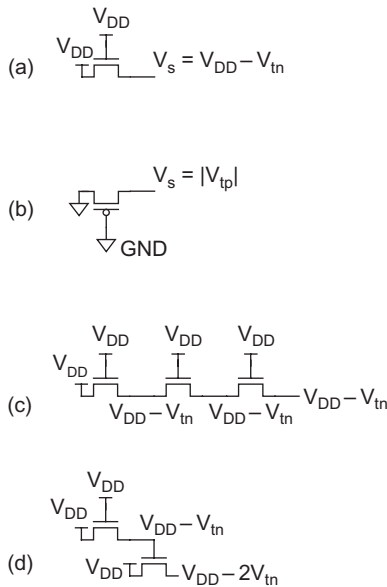 V_DD
V_DD
(a)
V_s = V_DD – V_tn
V_s = |V_tp|
(b)
GND
V_DD V_DD V_DD
V_DD
V_DD – V_tn
(c)
V_DD – V_tn V_DD – V_tn
V_DD
V_DD
V_DD – V_tn
(d)
V_DD
V_DD – 2V_tn